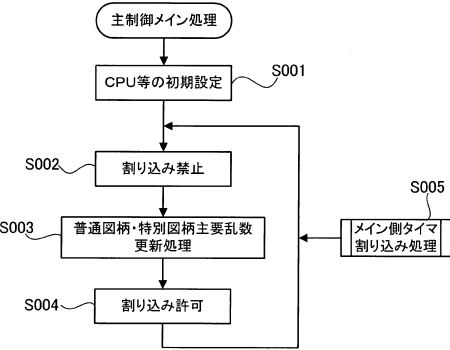 主制御メイン処理
S001
CPU等の初期設定
S002
割り込み禁止
S005
メイン側タイマ
割り込み処理
S003
普通図柄・特別図柄主要乱数
更新処理
S004
割り込み許可